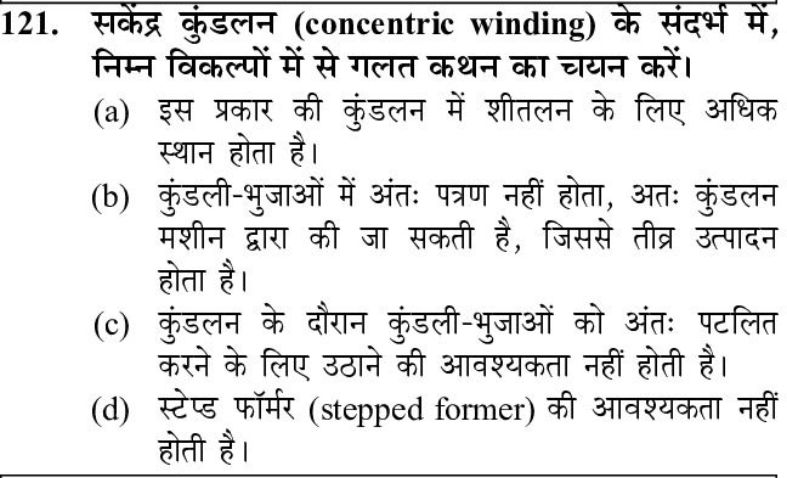 121. सकेंद्र कुंडलन (concentric winding) के संदर्भ में,
निम्न विकल्पों में से गलत कथन का चयन करें।
(a) इस प्रकार की कुंडलन में शीतलन के लिए अधिक
स्थान होता है।
(b) कुंडली-भुजाओं में अंतः पत्रण नहीं होता, अतः कुंडलन
मशीन द्वारा की जा सकती है, जिससे तीव्र उत्पादन
होता है।
(c) कुंडलन के दौरान कुंडली-भुजाओं को अंतः पटलित
करने के लिए उठाने की आवश्यकता नहीं होती है।
(d) स्टेप्ड फॉर्मर (stepped former) की आवश्यकता नहीं
होती है।